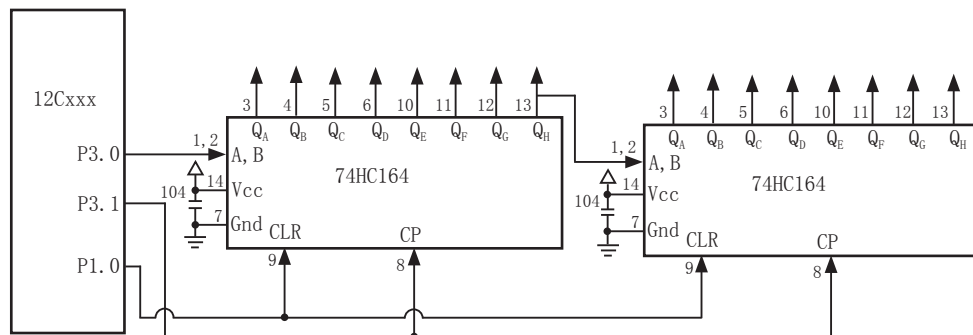 12Cxxx
P3.0
P3.1
P1.0
3 4 5 6 10 11 12 13
QA QB QC QD QE QF QG QH
1,2
A,B
74HC164
14
Vcc
104
7
Gnd
CLR
CP
9
8
3 4 5 6 10 11 12 13
QA QB QC QD QE QF QG QH
1,2
A,B
74HC164
14
Vcc
104
7
Gnd
CLR
CP
9
8